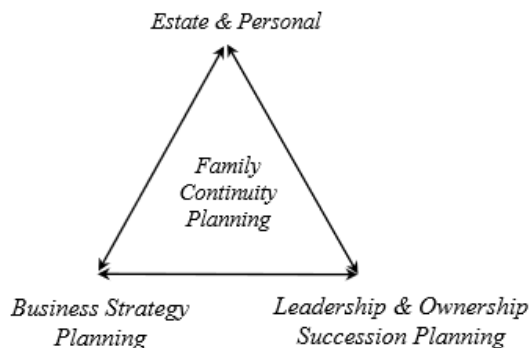 Estate & Personal
Family
Continuity
Planning
Business Strategy
Planning
Leadership & Ownership
Succession Planning